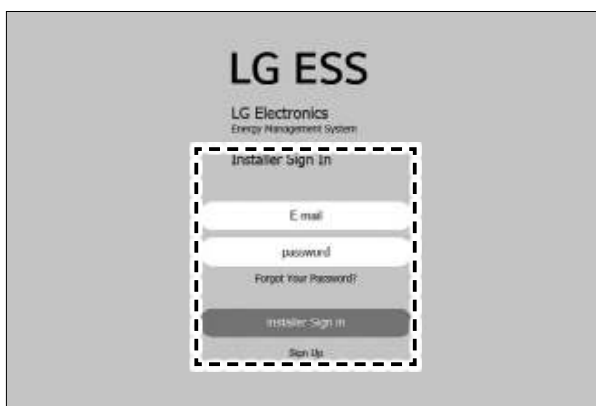 LG ESS
LG Electronics
Energy Management System
Installer Sign In
E mail
password
Forgot Your Password?
Installer Sign in
Sign Up